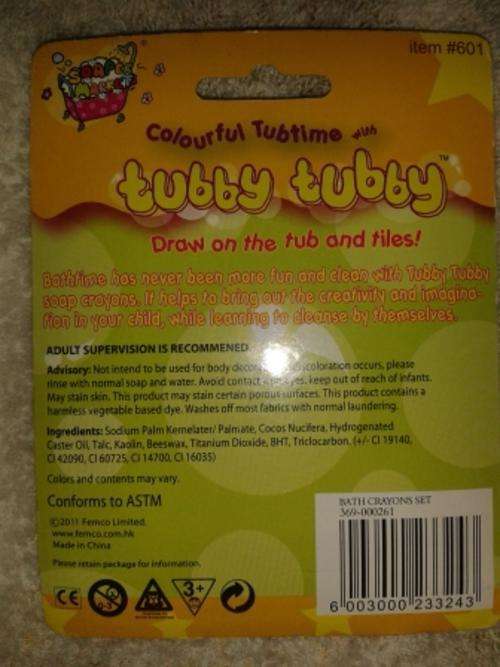 item #601
SOAP MAGIC
Colourful Tubtime with
tubby tubby™
Draw on the tub and tiles!
Bathtime has never been more fun and clean with Tubby Tubby
soap crayons. It helps to bring our the creativity and imagina-
tion in your child, while learning to cleanse by themselves.
ADULT SUPERVISION IS RECOMMENED.
Advisory: Not intend to be used for body coloration occurs, please
rinse with normal soap and water. Avoid contact eyes. keep out of reach of infants.
May stain skin. This product may stain certain porous surfaces. This product contains a
harmless vegetable based dye. Washes off most fabrics with normal laundering.
Ingredients: Sodium Palm Kernelater/ Palmate, Cocos Nucifera, Hydrogenated
Caster Oil, Talc, Kaolin, Beeswax, Titanium Dioxide, BHT, Triclocarbon. (+/- CI 19140,
CI 42090, CI 60725, CI 14700, CI 16035)
Colors and contents may vary.
Conforms to ASTM
©2011 Femco Limited.
www.femco.com.hk
Made in China
Please retain package for information.
CE 0-3 3+
BATH CRAYONS SET
369-000261
6 003000 233243